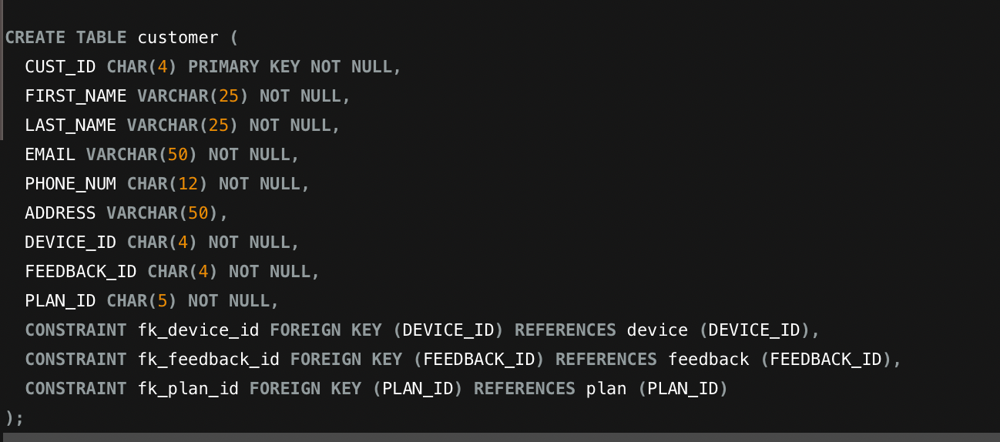 CREATE TABLE customer (
  CUST_ID CHAR(4) PRIMARY KEY NOT NULL,
  FIRST_NAME VARCHAR(25) NOT NULL,
  LAST_NAME VARCHAR(25) NOT NULL,
  EMAIL VARCHAR(50) NOT NULL,
  PHONE_NUM CHAR(12) NOT NULL,
  ADDRESS VARCHAR(50),
  DEVICE_ID CHAR(4) NOT NULL,
  FEEDBACK_ID CHAR(4) NOT NULL,
  PLAN_ID CHAR(5) NOT NULL,
  CONSTRAINT fk_device_id FOREIGN KEY (DEVICE_ID) REFERENCES device (DEVICE_ID),
  CONSTRAINT fk_feedback_id FOREIGN KEY (FEEDBACK_ID) REFERENCES feedback (FEEDBACK_ID),
  CONSTRAINT fk_plan_id FOREIGN KEY (PLAN_ID) REFERENCES plan (PLAN_ID)
);